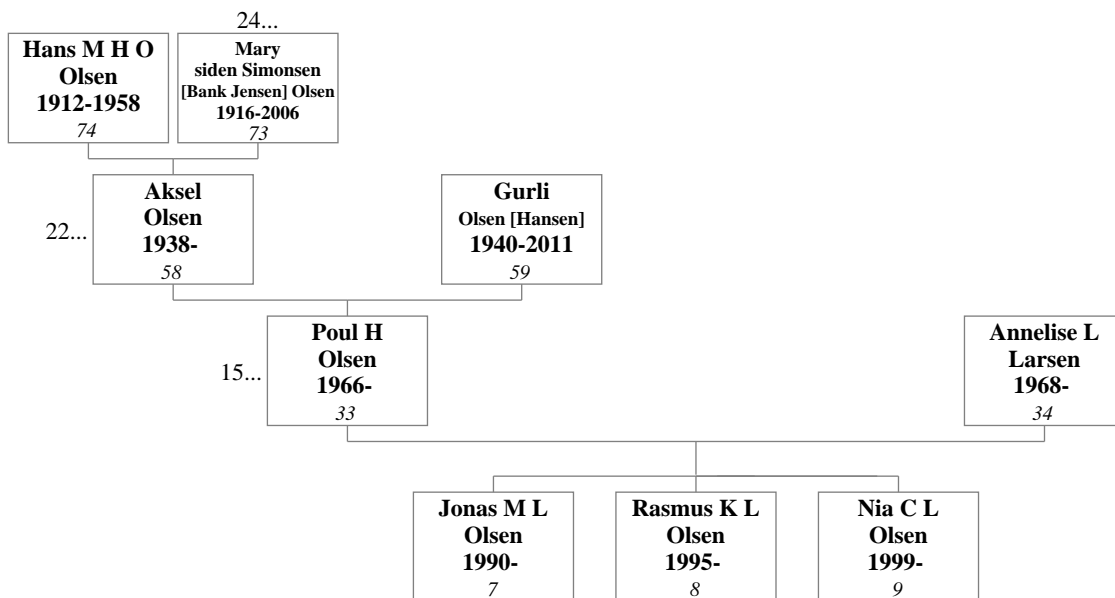 24...
Hans M H O
Olsen
1912-1958
74
Mary
siden Simonsen
[Bank Jensen] Olsen
1916-2006
73
22...
Aksel
Olsen
1938-
58
Gurli
Olsen [Hansen]
1940-2011
59
15...
Poul H
Olsen
1966-
33
Annelise L
Larsen
1968-
34
Jonas M L
Olsen
1990-
7
Rasmus K L
Olsen
1995-
8
Nia C L
Olsen
1999-
9